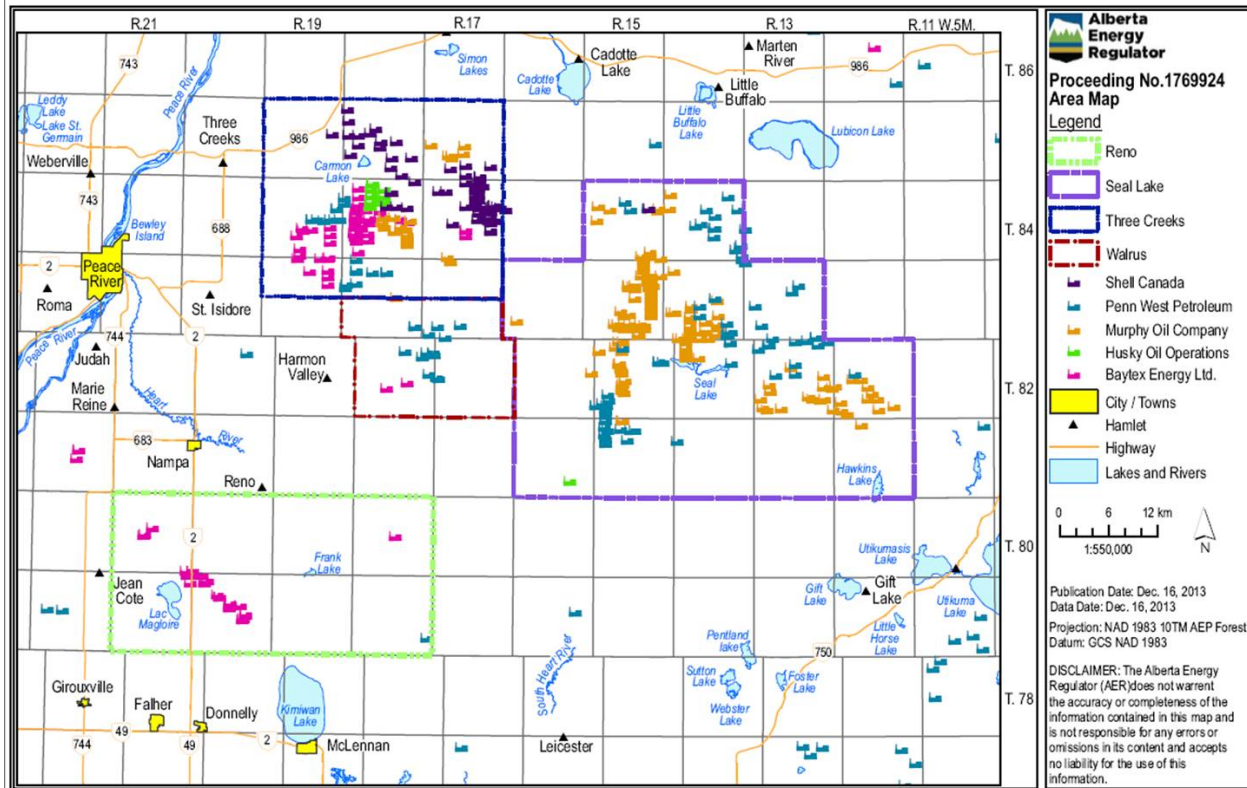 R.21 R.19 R.17 R.15 R.13 R.11 W.5M.
743
Peace River
Simon
Lakes
Cadotte
Lake
Cadotte
Lake
Marten
River
986
T. 86
Leddy
Lake
Lake St.
Germain
Three
Creeks
986
Little
Buffalo
Little
Buffalo
Lake
Lubicon Lake
Weberville
Carmon
Lake
743
688
Bewley
Island
T. 84
2
Peace
River
Roma
St. Isidore
Peace River
744
2
Judah
Harmon
Valley
Marie
Reine
Heart
River
Seal
Lake
T. 82
683
Nampa
Reno
Hawkins
Lake
2
Frank
Lake
T. 80
Jean
Cote
Lac
Magloire
Utikumasis
Lake
Gift
Lake
Gift
Lake
Utikuma
Lake
Little
Horse
Lake
South Heart River
Pentland
lake
750
Sutton
Lake
Foster
Lake
Webster
Lake
T. 78
Girouxville
Falher
Donnelly
Kimiwan
Lake
744
49
49
2
McLennan
Leicester
Alberta
Energy
Regulator
Proceeding No.1769924
Area Map
Legend
Reno
Seal Lake
Three Creeks
Walrus
Shell Canada
Penn West Petroleum
Murphy Oil Company
Husky Oil Operations
Baytex Energy Ltd.
City / Towns
Hamlet
Highway
Lakes and Rivers
0 6 12 km
1:550,000
N
Publication Date: Dec. 16, 2013
Data Date: Dec. 16, 2013
Projection: NAD 1983 10TM AEP Forest
Datum: GCS NAD 1983
DISCLAIMER: The Alberta Energy
Regulator (AER)does not warrent
the accuracy or completeness of the
information contained in this map and
is not responsible for any errors or
omissions in its content and accepts
no liability for the use of this
information.